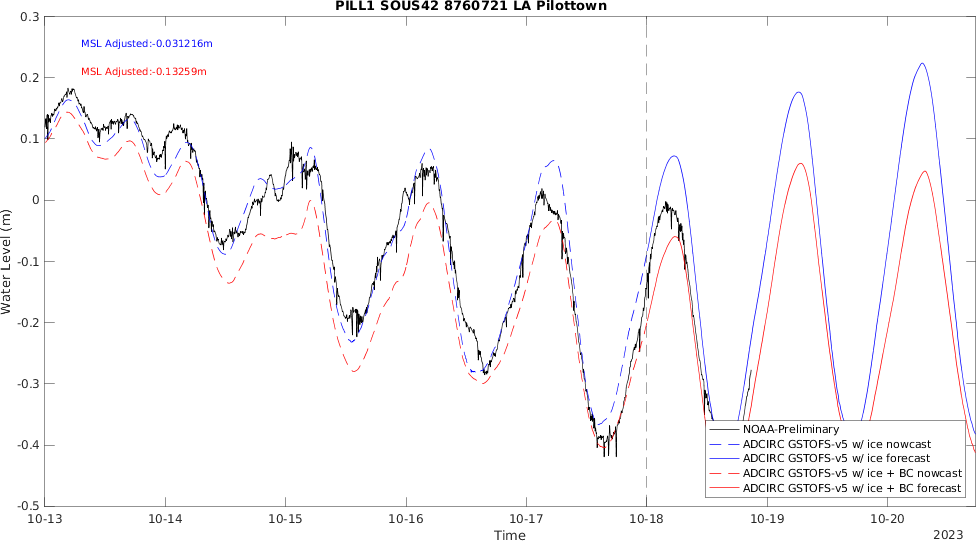 PILL1 SOUS42 8760721 LA Pilottown
0.3
MSL Adjusted:-0.031216m
MSL Adjusted:-0.13259m
0.2
0.1
0
-0.1
-0.2
-0.3
-0.4
-0.5
Water Level (m)
NOAA-Preliminary
ADCIRC GSTOFS-v5 w/ ice nowcast
ADCIRC GSTOFS-v5 w/ ice forecast
ADCIRC GSTOFS-v5 w/ ice + BC nowcast
ADCIRC GSTOFS-v5 w/ ice + BC forecast
10-13 10-14 10-15 10-16 10-17 10-18 10-19 10-20
Time
2023